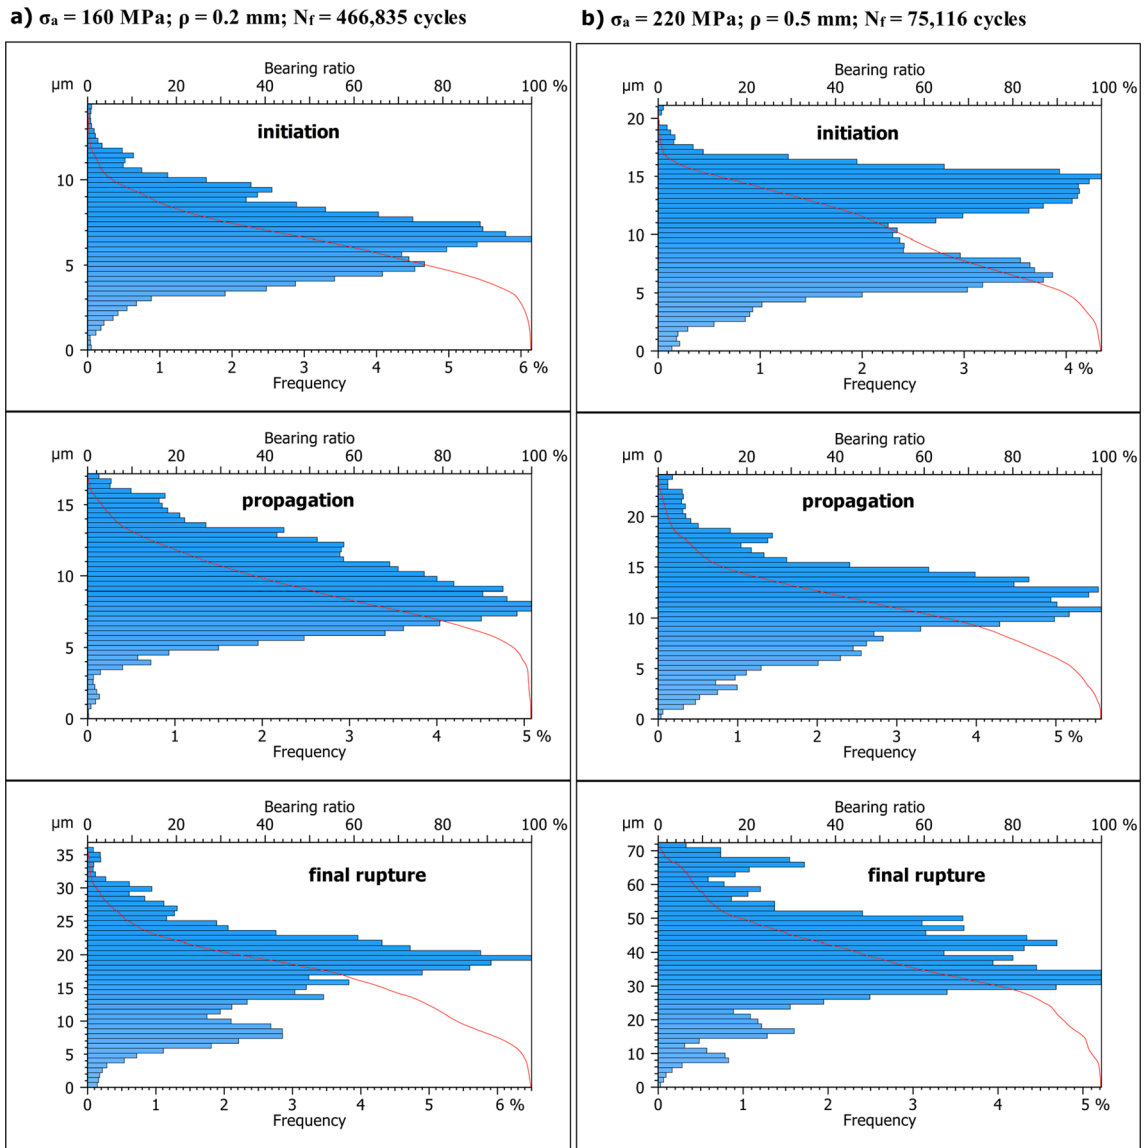 a) σa = 160 MPa; ρ = 0.2 mm; Nf = 466,835 cycles
b) σa = 220 MPa; ρ = 0.5 mm; Nf = 75,116 cycles
Bearing ratio
µm 0 20 40 60 80 100 %
initiation
10
5
0
0 1 2 3 4 5 6 %
Frequency
Bearing ratio
µm 0 20 40 60 80 100 %
20
initiation
15
10
5
0
0 1 2 3 4 %
Frequency
Bearing ratio
µm 0 20 40 60 80 100 %
15
propagation
10
5
0
0 1 2 3 4 5 %
Frequency
Bearing ratio
µm 0 20 40 60 80 100 %
20
propagation
15
10
5
0
0 1 2 3 4 5 %
Frequency
Bearing ratio
µm 0 20 40 60 80 100 %
35
final rupture
30
25
20
15
10
5
0
0 1 2 3 4 5 6 %
Frequency
Bearing ratio
µm 0 20 40 60 80 100 %
70
final rupture
60
50
40
30
20
10
0
0 1 2 3 4 5 %
Frequency